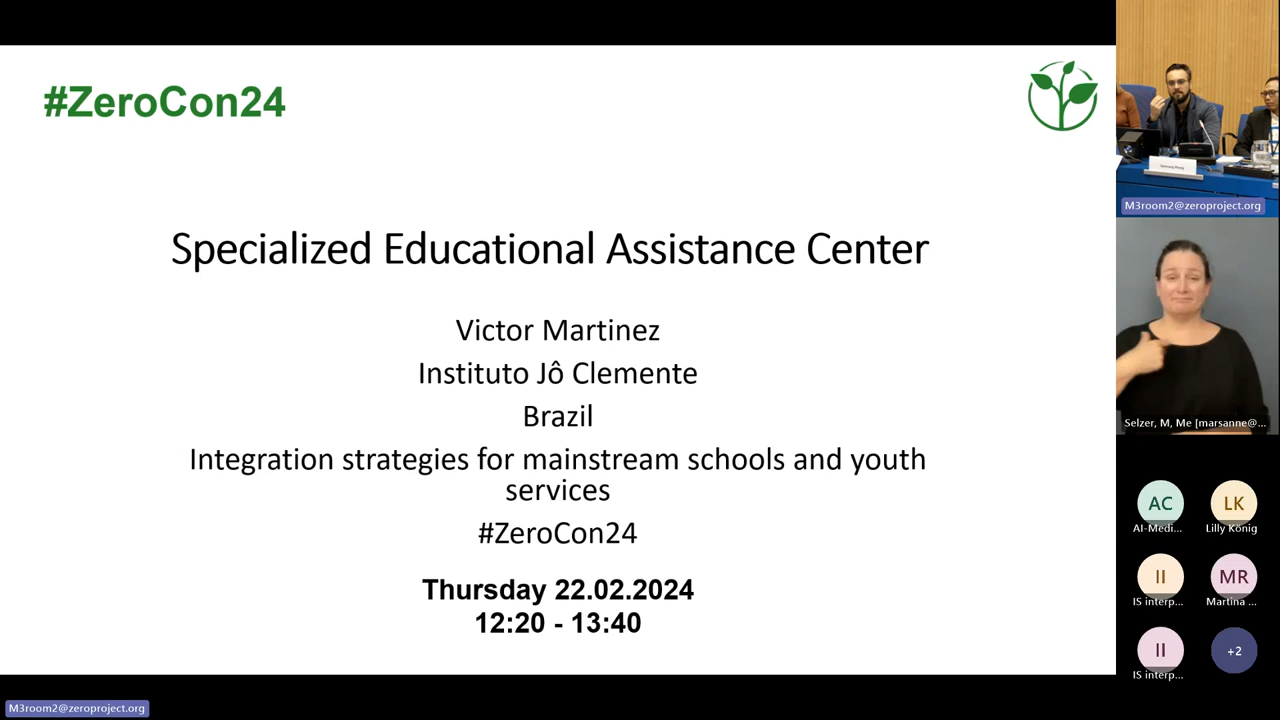 #ZeroCon24
Specialized Educational Assistance Center
Victor Martinez
Instituto Jô Clemente
Brazil
Integration strategies for mainstream schools and youth
services
#ZeroCon24
Thursday 22.02.2024
12:20 - 13:40
M3room2@zeroproject.org
M3room2@zeroproject.org
Selzer, M, Me [marsanne@...
AC
AI-Medi...
LK
Lilly König
II
IS interp...
MR
Martina ...
II
IS interp...
+2